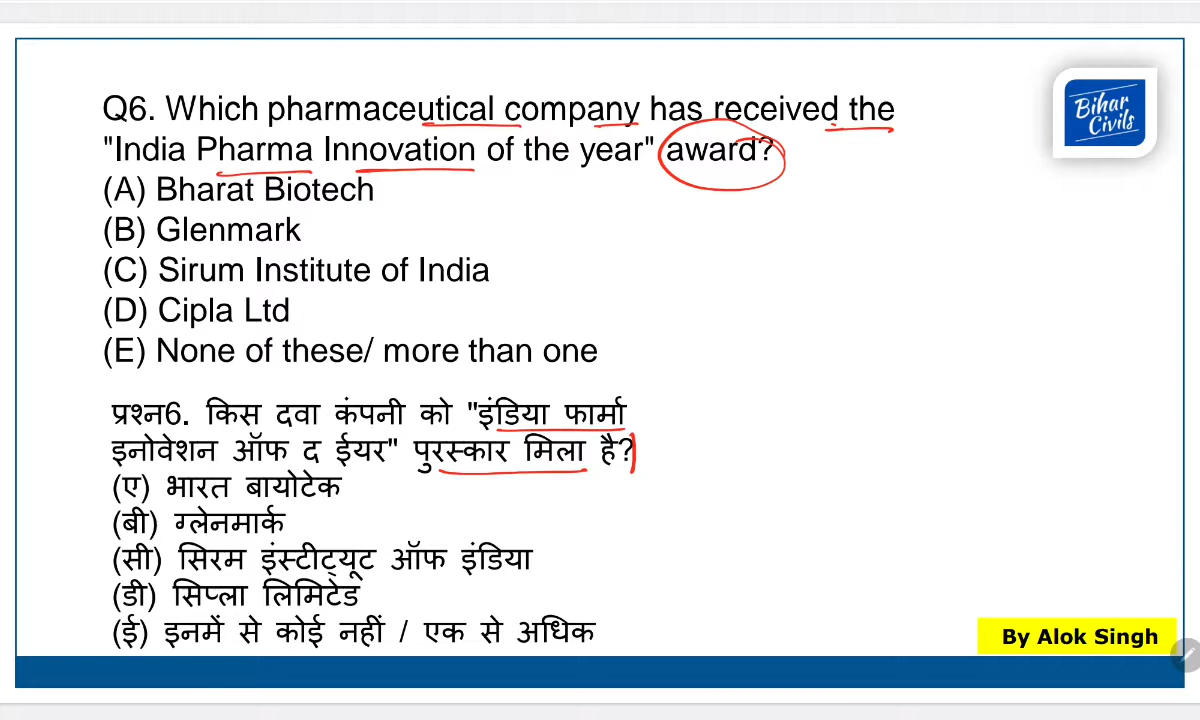 Q6. Which pharmaceutical company has received the
"India Pharma Innovation of the year" award?
(A) Bharat Biotech
(B) Glenmark
(C) Sirum Institute of India
(D) Cipla Ltd
(E) None of these/ more than one
प्रश्न6. किस दवा कंपनी को "इंडिया फार्मा
इनोवेशन ऑफ द ईयर" पुरस्कार मिला है?
(ए) भारत बायोटेक
(बी) ग्लेनमार्क
(सी) सिरम इंस्टीट्यूट ऑफ इंडिया
(डी) सिप्ला लिमिटेड
(ई) इनमें से कोई नहीं / एक से अधिक
Bihar
Civils
By Alok Singh